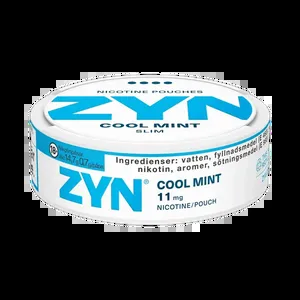 NICOTINE POUCHES
ZYN
COOL MINT
SLIM
18
Ingredienser: vatten, fyllnadsmedel
nikotin, aromer, sötningsmedel
ZYN®
COOL MINT
11 mg
NICOTINE/POUCH